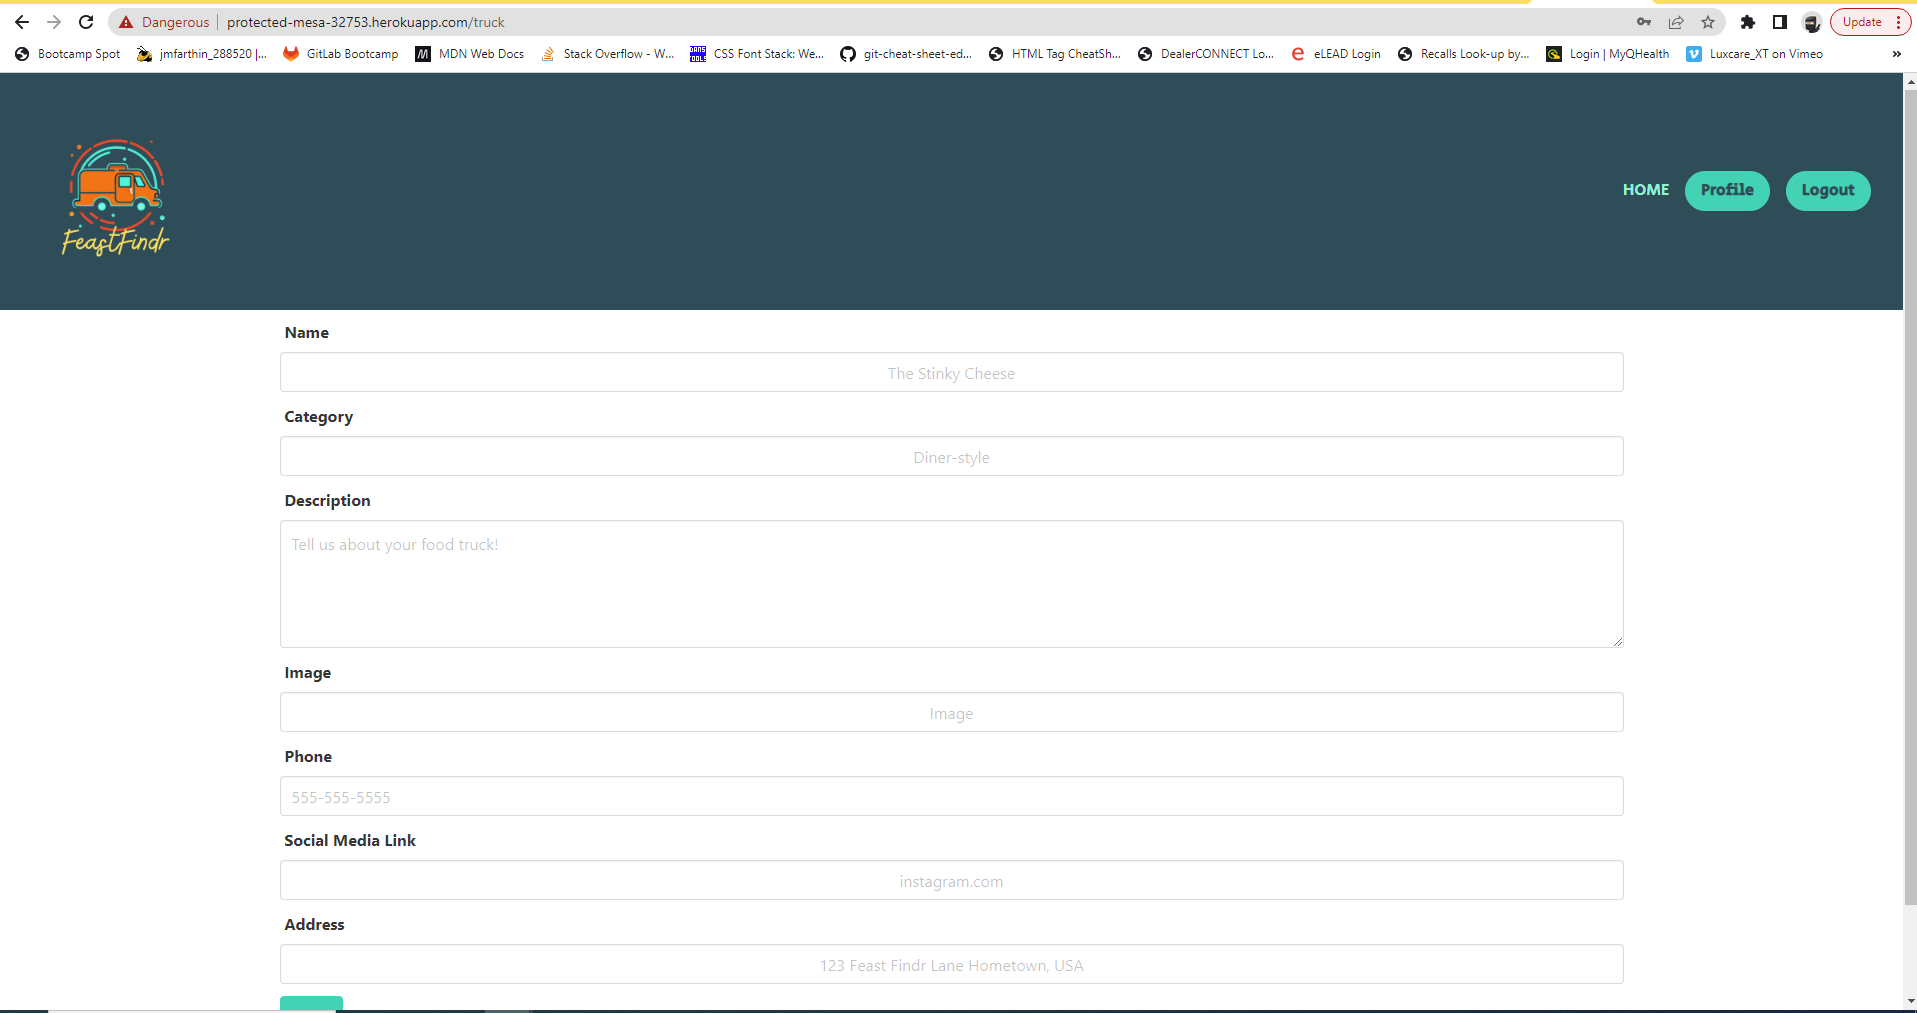 Dangerous protected-mesa-32753.herokuapp.com/truck Update
Bootcamp Spot jmfarthin_288520 |... GitLab Bootcamp MDN Web Docs Stack Overflow - W... CSS Font Stack: We... git-cheat-sheet-ed... HTML Tag CheatSh... DealerCONNECT Lo... eLEAD Login Recalls Look-up by... Login | MyQHealth Luxcare_XT on Vimeo »
FeastFindr
HOME Profile Logout
Name
The Stinky Cheese
Category
Diner-style
Description
Tell us about your food truck!
Image
Image
Phone
555-555-5555
Social Media Link
instagram.com
Address
123 Feast Findr Lane Hometown, USA